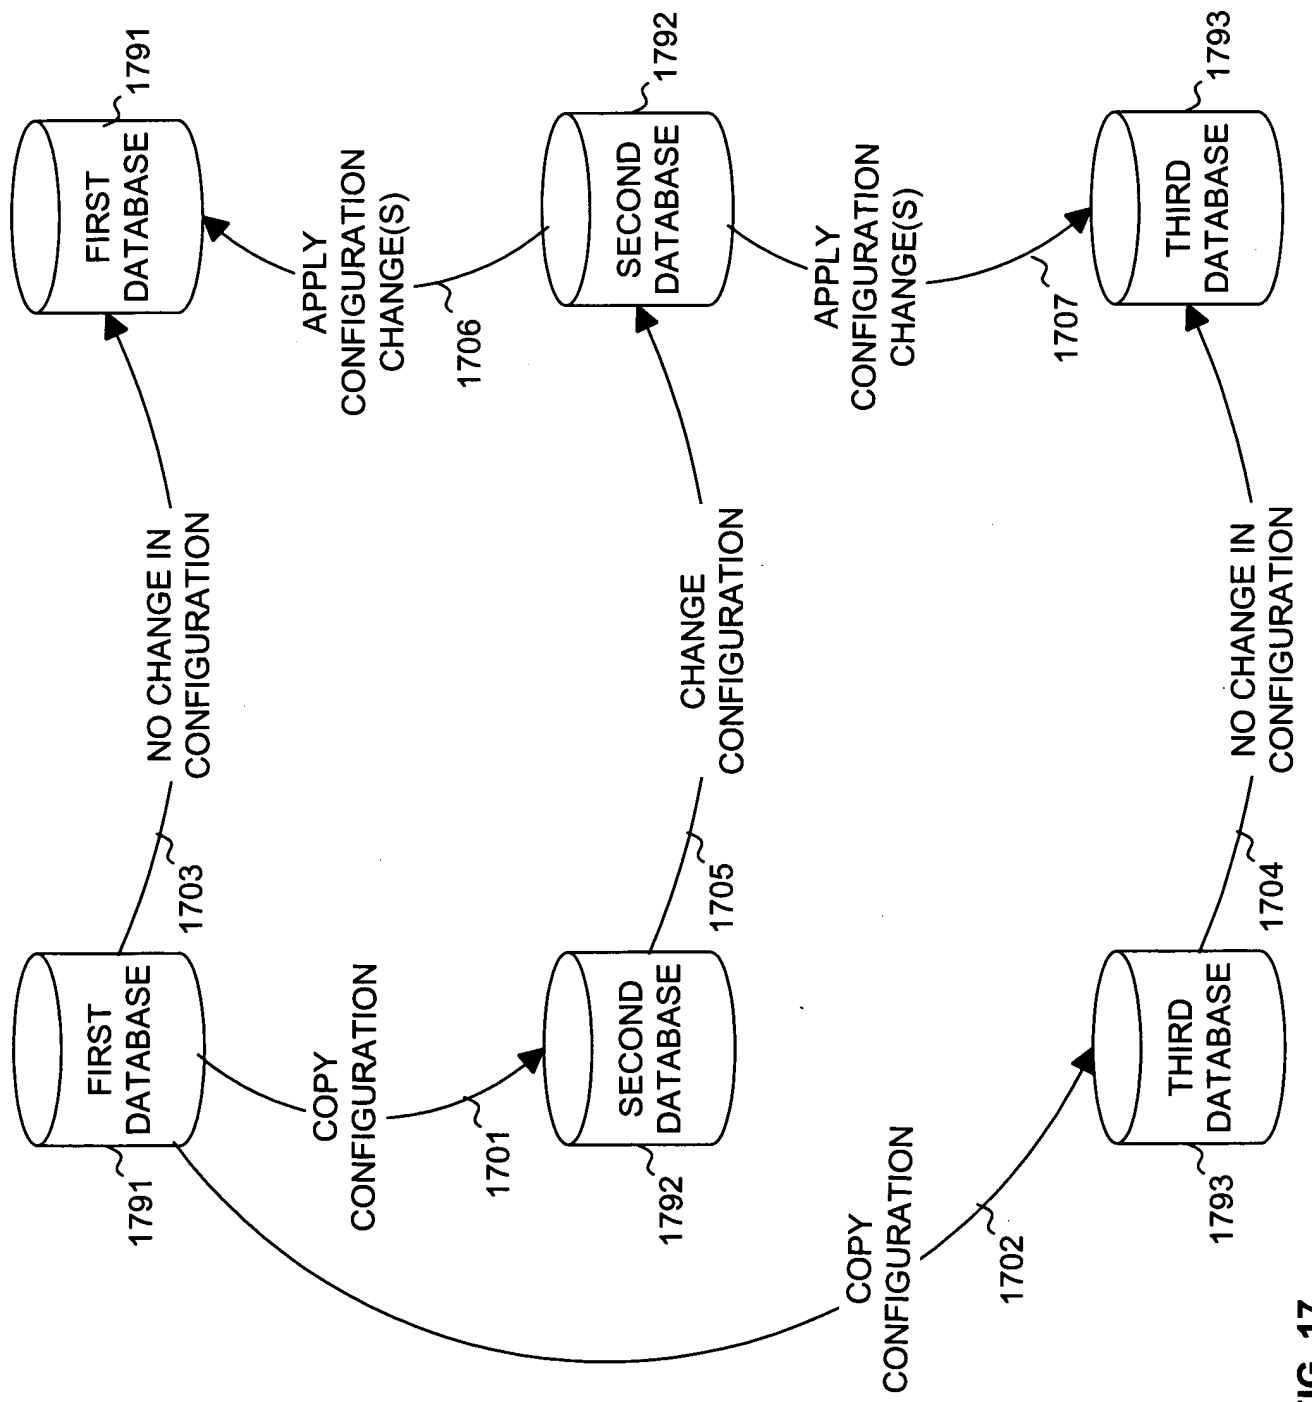 FIRST
DATABASE
1791
NO CHANGE IN
CONFIGURATION
1703
FIRST
DATABASE
1791
COPY
CONFIGURATION
1701
APPLY
CONFIGURATION
CHANGE(S)
1706
SECOND
DATABASE
1792
CHANGE
CONFIGURATION
1705
SECOND
DATABASE
1792
COPY
CONFIGURATION
1702
APPLY
CONFIGURATION
CHANGE(S)
1707
THIRD
DATABASE
1793
NO CHANGE IN
CONFIGURATION
1704
THIRD
DATABASE
1793
FIG. 17